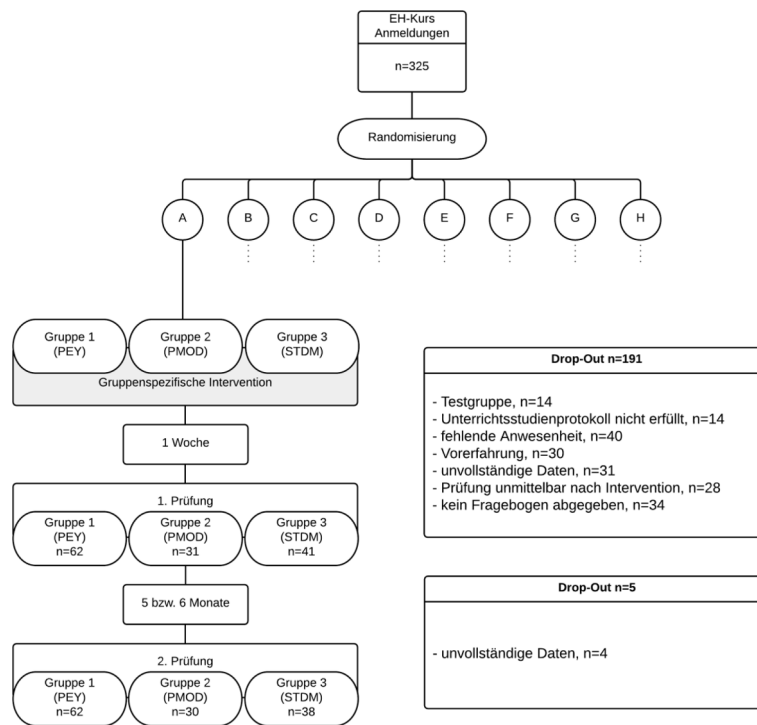 EH-Kurs
Anmeldungen
n=325
Randomisierung
A
B
C
D
E
F
G
H
Gruppe 1
(PEY)
Gruppe 2
(PMOD)
Gruppe 3
(STDM)
Gruppenspezifische Intervention
1 Woche
1. Prüfung
Gruppe 1
(PEY)
n=62
Gruppe 2
(PMOD)
n=31
Gruppe 3
(STDM)
n=41
5 bzw. 6 Monate
2. Prüfung
Gruppe 1
(PEY)
n=62
Gruppe 2
(PMOD)
n=30
Gruppe 3
(STDM)
n=38
Drop-Out n=191
- Testgruppe, n=14
- Unterrichtsstudienprotokoll nicht erfüllt, n=14
- fehlende Anwesenheit, n=40
- Vorerfahrung, n=30
- unvollständige Daten, n=31
- Prüfung unmittelbar nach Intervention, n=28
- kein Fragebogen abgegeben, n=34
Drop-Out n=5
- unvollständige Daten, n=4